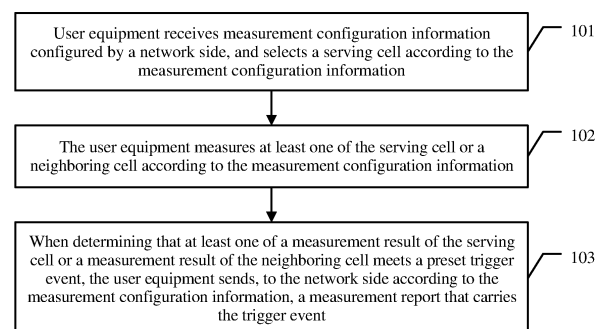 User equipment receives measurement configuration information
configured by a network side, and selects a serving cell according to the
measurement configuration information
101
The user equipment measures at least one of the serving cell or a
neighboring cell according to the measurement configuration information
102
When determining that at least one of a measurement result of the serving
cell or a measurement result of the neighboring cell meets a preset trigger
event, the user equipment sends, to the network side according to the
measurement configuration information, a measurement report that carries
the trigger event
103